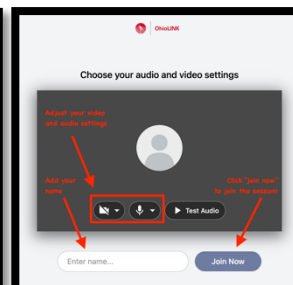 OhioLINK
Choose your audio and video settings
Adjust your video
and audio settings
Add your
name
Click "join now"
to join the session!
Test Audio
Enter name...
Join Now